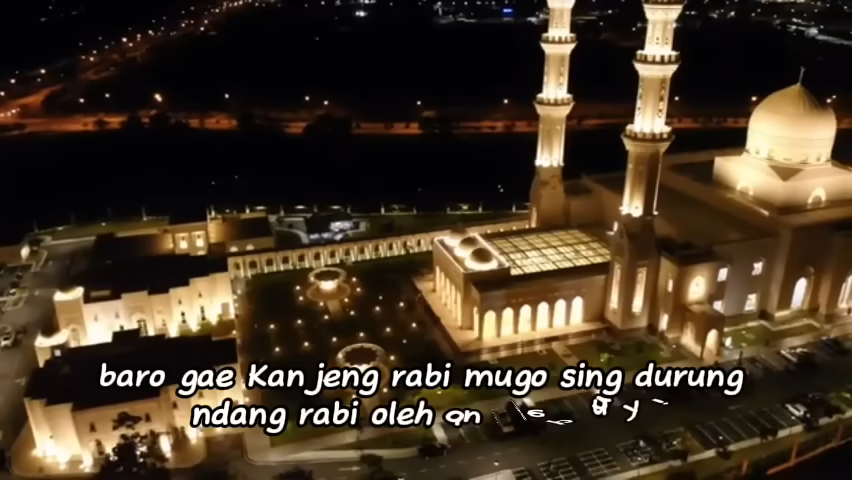 baro gae Kanjeng rabi mugo sing durung
ndang rabi oleh